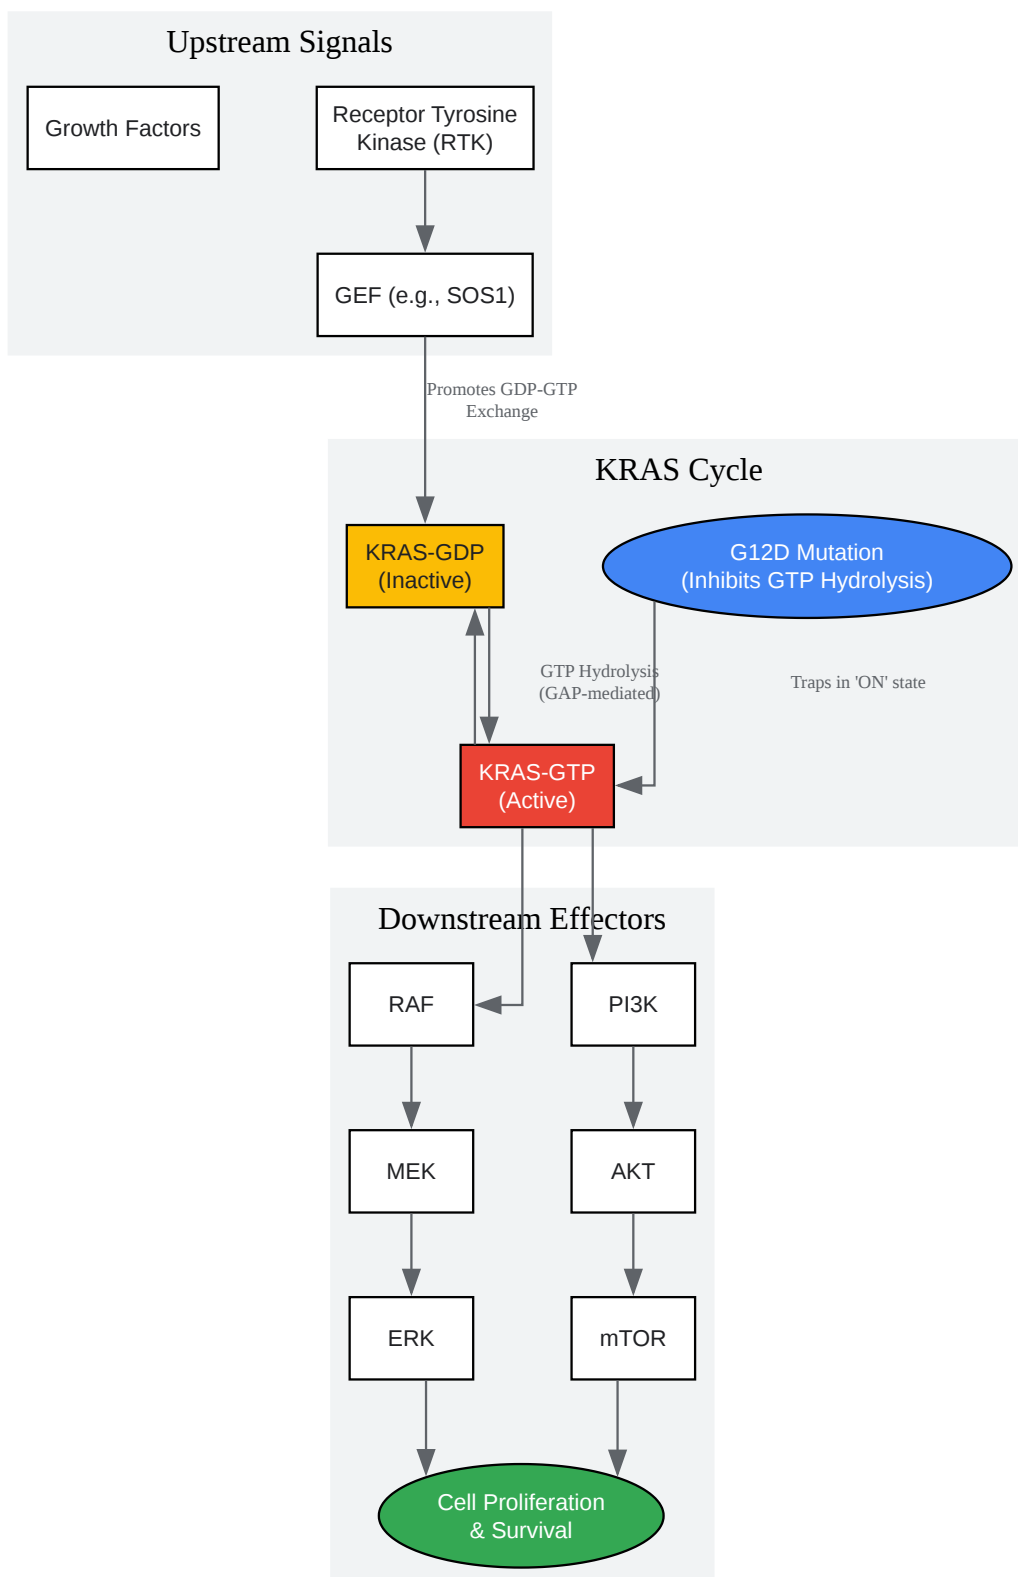 Upstream Signals
Growth Factors
Receptor Tyrosine
Kinase (RTK)
GEF (e.g., SOS1)
Promotes GDP-GTP
Exchange
KRAS Cycle
KRAS-GDP
(Inactive)
G12D Mutation
(Inhibits GTP Hydrolysis)
GTP Hydrolysis
(GAP-mediated)
Traps in 'ON' state
KRAS-GTP
(Active)
Downstream Effectors
RAF
PI3K
MEK
AKT
ERK
mTOR
Cell Proliferation
& Survival